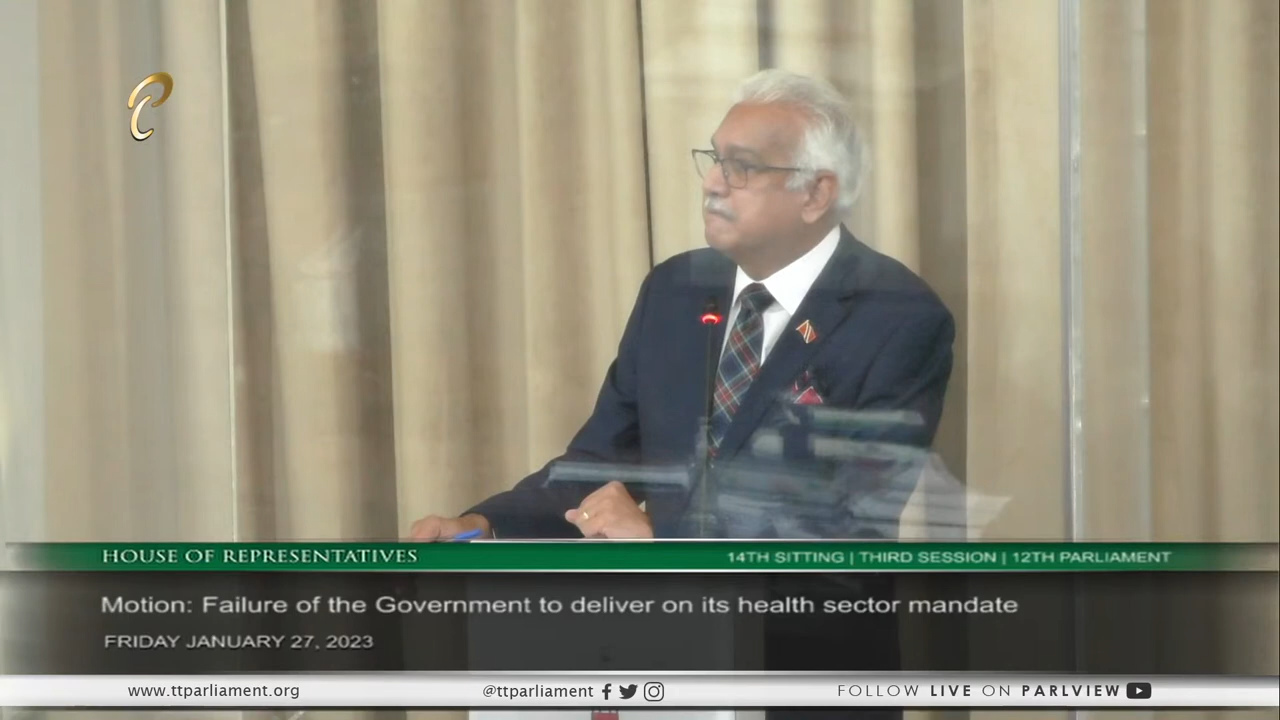 HOUSE OF REPRESENTATIVES
14TH SITTING | THIRD SESSION | 12TH PARLIAMENT
Motion: Failure of the Government to deliver on its health sector mandate
FRIDAY JANUARY 27, 2023
www.ttparliament.org
@ttparliament
FOLLOW LIVE ON PARLVIEW